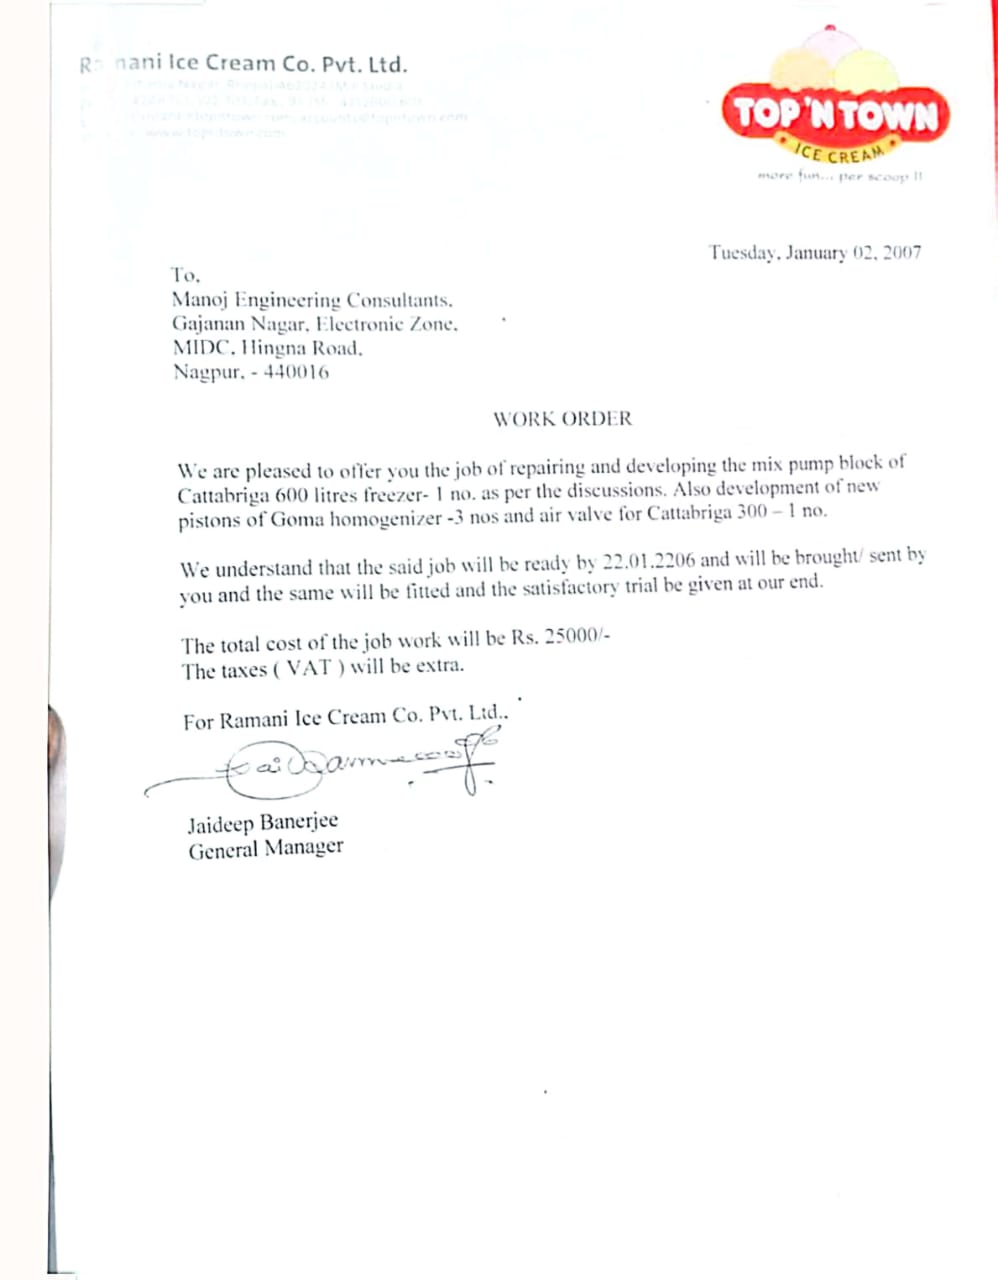 Ramani Ice Cream Co. Pvt. Ltd.
www.topntown.com
TOP 'N TOWN
ICE CREAM
more fun... per scoop !!
Tuesday, January 02, 2007
To,
Manoj Engineering Consultants,
Gajanan Nagar, Electronic Zone,
MIDC, Hingna Road,
Nagpur, - 440016
WORK ORDER
We are pleased to offer you the job of repairing and developing the mix pump block of
Cattabriga 600 litres freezer- 1 no. as per the discussions. Also development of new
pistons of Goma homogenizer -3 nos and air valve for Cattabriga 300 – 1 no.
We understand that the said job will be ready by 22.01.2206 and will be brought/ sent by
you and the same will be fitted and the satisfactory trial be given at our end.
The total cost of the job work will be Rs. 25000/-
The taxes ( VAT ) will be extra.
For Ramani Ice Cream Co. Pvt. Ltd.,
Jaideep Banerjee
General Manager